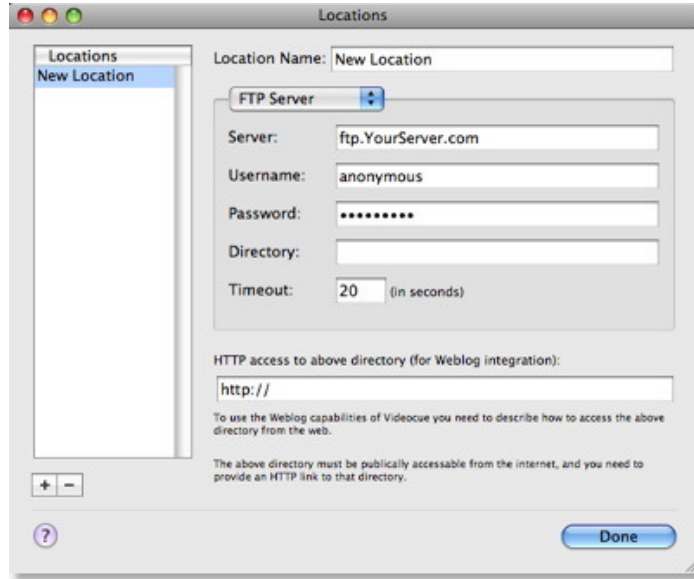 Locations
Locations
New Location
Location Name: New Location
FTP Server
Server: ftp.YourServer.com
Username: anonymous
Password: •••••••••
Directory:
Timeout: 20 (in seconds)
HTTP access to above directory (for Weblog integration):
http://
To use the Weblog capabilities of Videocue you need to describe how to access the above
directory from the web.
The above directory must be publically accessable from the internet, and you need to
provide an HTTP link to that directory.
+ −
? Done